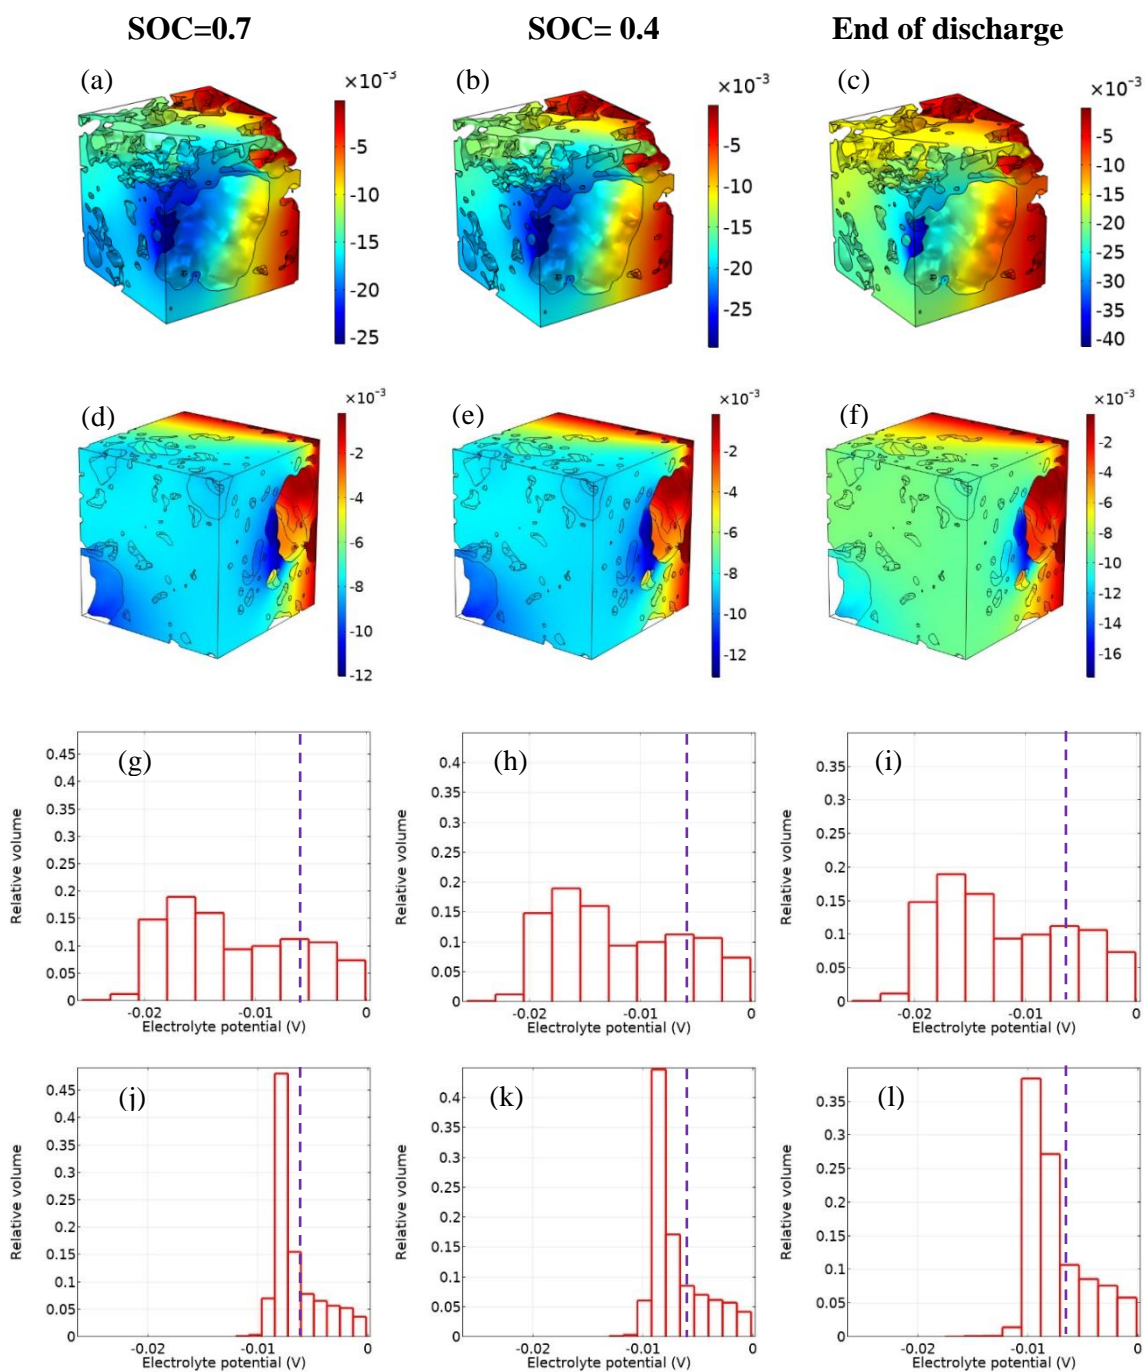 SOC=0.7 SOC= 0.4 End of discharge
(a) ×10⁻³ (b) ×10⁻³ (c) ×10⁻³
-5 -5 -5
-10 -10 -10
-15 -15 -15
-20 -20 -20
-25 -25 -25
-30
-35
-40
(d) ×10⁻³ (e) ×10⁻³ (f) ×10⁻³
-2 -2 -2
-4 -4 -4
-6 -6 -6
-8 -8 -8
-10 -10 -10
-12 -12 -12
-14
-16
(g)
Relative volume
0.45
0.4
0.35
0.3
0.25
0.2
0.15
0.1
0.05
0
-0.02 -0.01 0
Electrolyte potential (V)
(h)
Relative volume
0.4
0.35
0.3
0.25
0.2
0.15
0.1
0.05
0
-0.02 -0.01 0
Electrolyte potential (V)
(i)
Relative volume
0.35
0.3
0.25
0.2
0.15
0.1
0.05
0
-0.02 -0.01 0
Electrolyte potential (V)
(j)
Relative volume
0.45
0.4
0.35
0.3
0.25
0.2
0.15
0.1
0.05
0
-0.02 -0.01 0
Electrolyte potential (V)
(k)
Relative volume
0.4
0.35
0.3
0.25
0.2
0.15
0.1
0.05
0
-0.02 -0.01 0
Electrolyte potential (V)
(l)
Relative volume
0.35
0.3
0.25
0.2
0.15
0.1
0.05
0
-0.02 -0.01 0
Electrolyte potential (V)